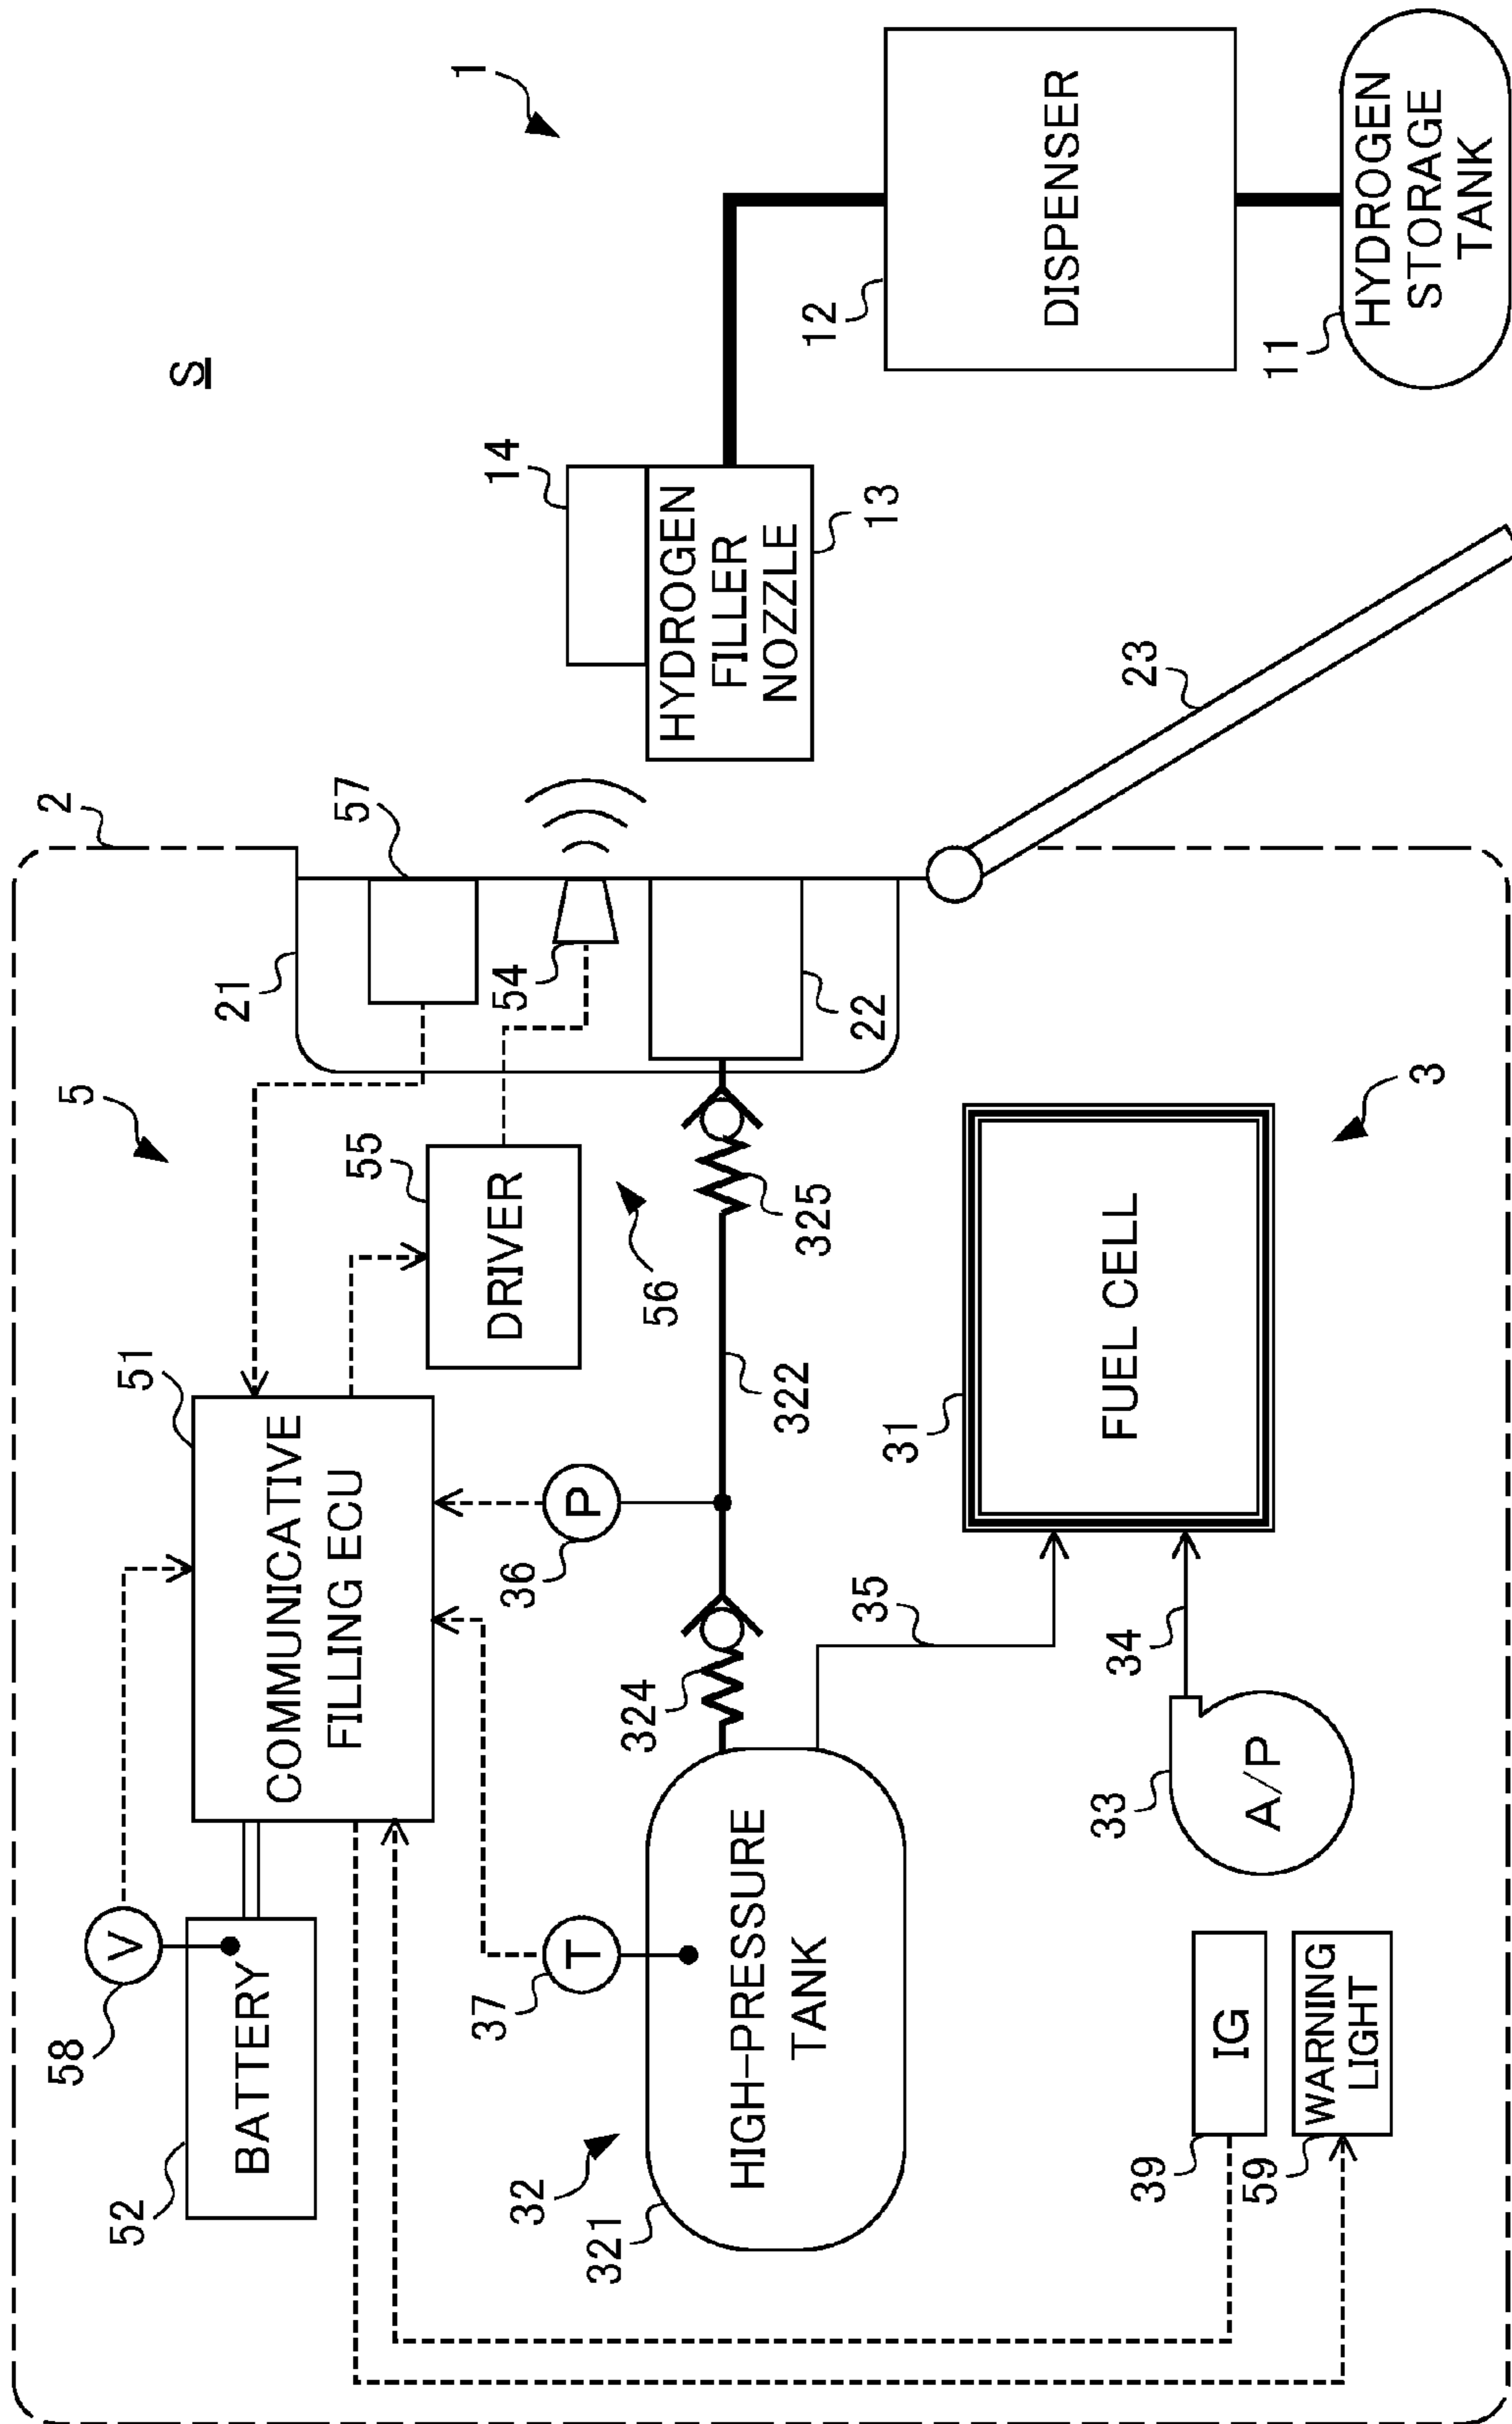 S
1
2
5
58
V
52
BATTERY
51
COMMUNICATIVE
FILLING ECU
55
DRIVER
21
57
54
56
14
HYDROGEN
FILLER
NOZZLE
13
12
DISPENSER
11
HYDROGEN
STORAGE
TANK
37
T
36
P
32
321
HIGH-PRESSURE
TANK
324
322
325
22
23
35
31
FUEL CELL
3
34
33
A/P
39
IG
59
WARNING
LIGHT